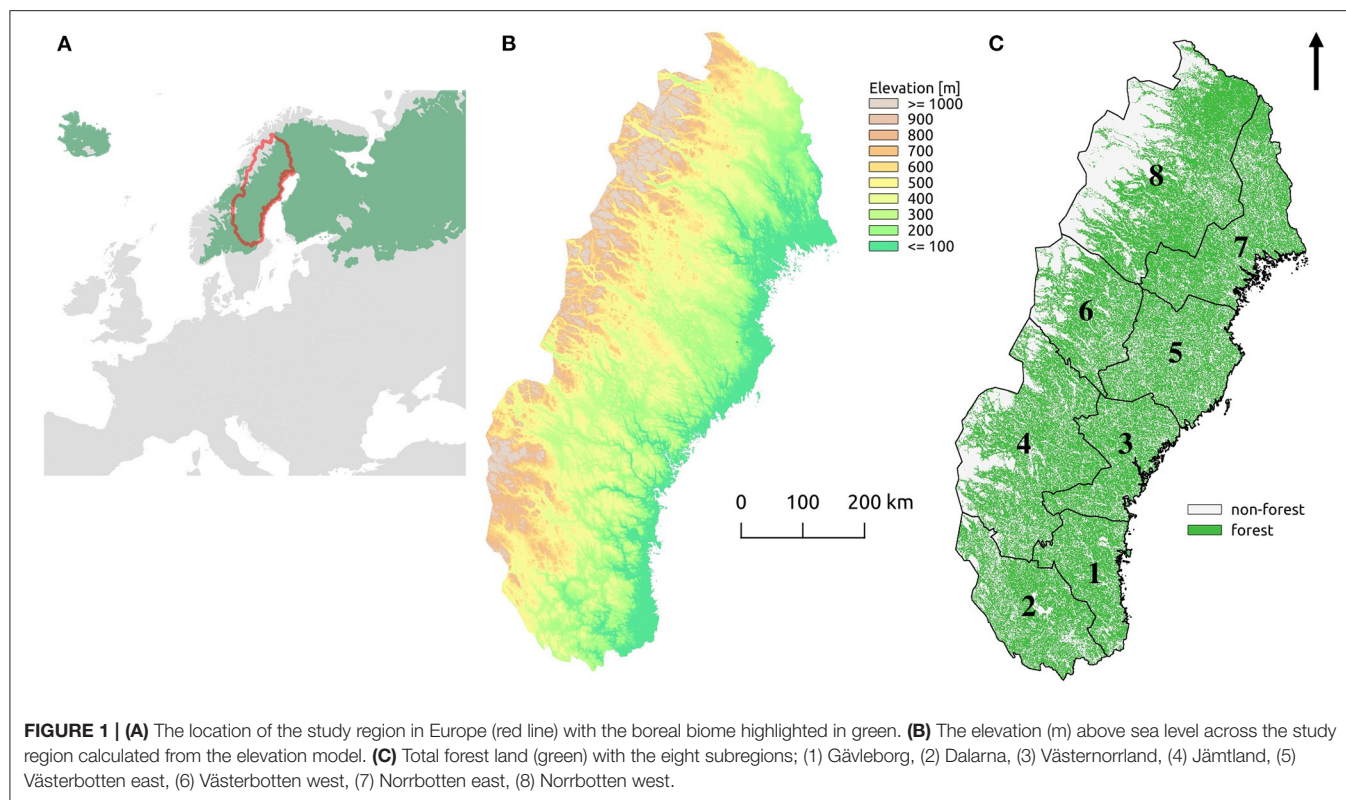 A
B
C
Elevation [m]
>= 1000
900
800
700
600
500
400
300
200
<= 100
0 100 200 km
8
7
6
5
4
3
1
2
non-forest
forest
FIGURE 1 | (A) The location of the study region in Europe (red line) with the boreal biome highlighted in green. (B) The elevation (m) above sea level across the study
region calculated from the elevation model. (C) Total forest land (green) with the eight subregions; (1) Gävleborg, (2) Dalarna, (3) Västernorrland, (4) Jämtland, (5)
Västerbotten east, (6) Västerbotten west, (7) Norrbotten east, (8) Norrbotten west.